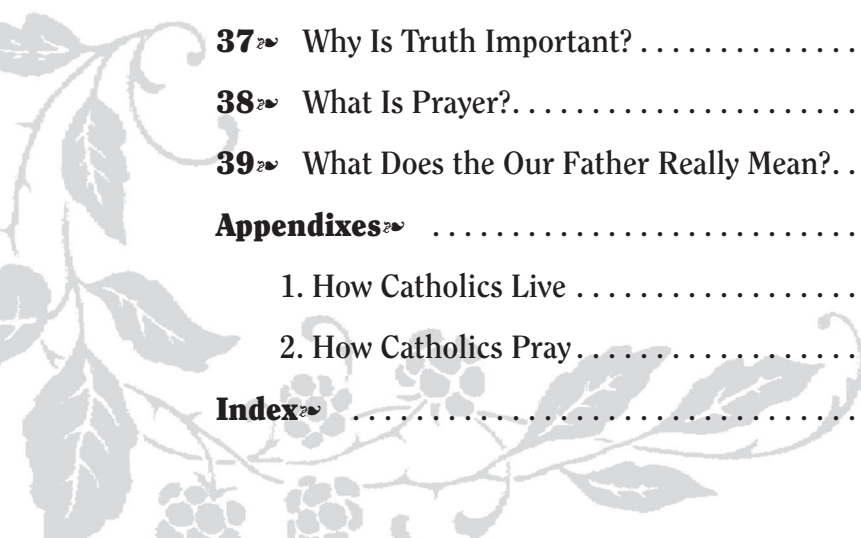 37❧ Why Is Truth Important? . . . . . . . . . . . . . .
38❧ What Is Prayer?. . . . . . . . . . . . . . . . . . . . . .
39❧ What Does the Our Father Really Mean?. .
Appendixes❧ . . . . . . . . . . . . . . . . . . . . . . . . . . .
1. How Catholics Live . . . . . . . . . . . . . . . . . .
2. How Catholics Pray. . . . . . . . . . . . . . . . . .
Index❧ . . . . . . . . . . . . . . . . . . . . . . . . . . . . . . . .